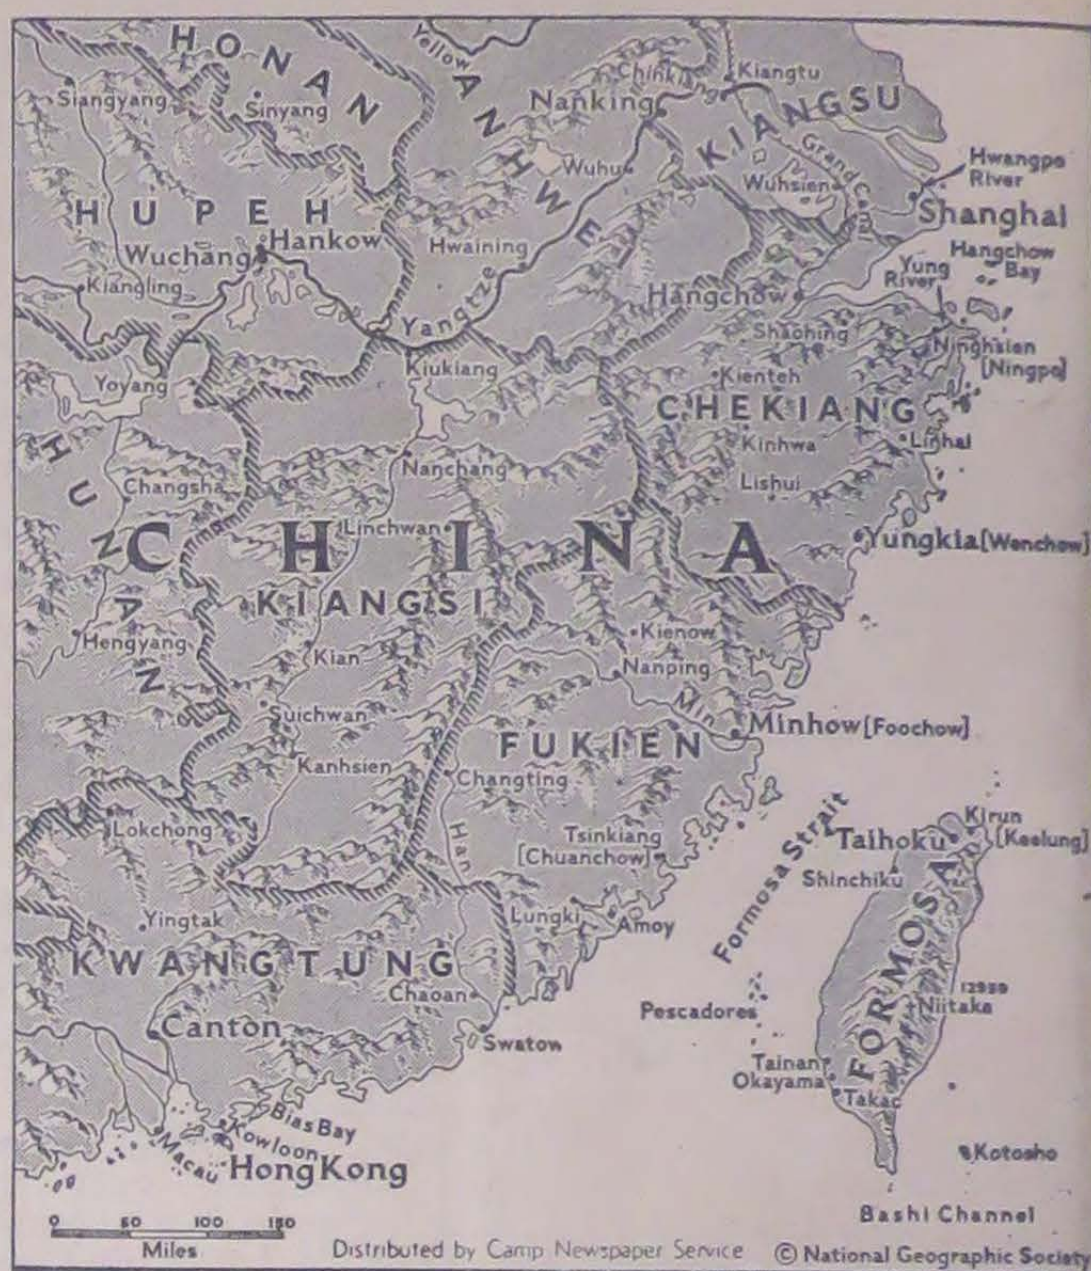 HONAN
Yellow
ANHWEI
Chinkiang
Kiangtu
Siangyang
Sinyang
Nanking
KIANGSU
Grand Canal
Wuhu
Wuhsien
Hwangpo
River
Shanghai
HUPEH
Hankow
Wuchang
Hwaining
Hangchow
Bay
Yung
River
Kiangling
Yangtze
Hangchow
Shaohing
Ninghsien
[Ningpo]
Yoyang
Kiukiang
Kienteh
CHEKIANG
Kinhwa
Linhai
HUNAN
Changsha
Nanchang
Lishui
CHINA
Linchwan
Yungkia [Wenchow]
KIANGSI
Hengyang
Kian
Kienow
Nanping
Min
Suichwan
Minhow [Foochow]
FUKIEN
Kanhsien
Changting
Lokchong
Han
Tsinkiang
[Chuanchow]
Formosa Strait
Taihoku
Kirun
[Keelung]
Shinchiku
FORMOSA
Yingtak
Lungki
Amoy
KWANGTUNG
Chaoan
12959
Niitaka
Pescadores
Canton
Swatow
Tainan
Okayama
Takao
Bias Bay
Kowloon
Macau
Hong Kong
Kotosho
Bashi Channel
0 50 100 150
Miles
Distributed by Camp Newspaper Service
© National Geographic Society